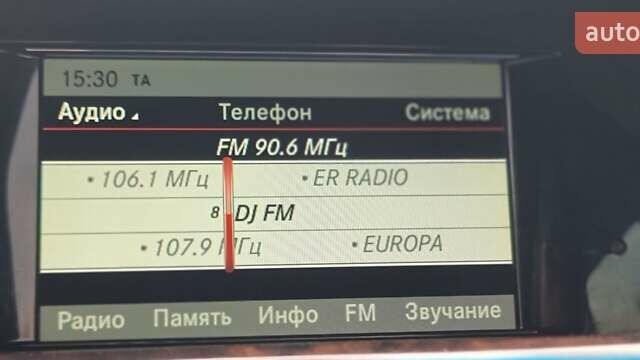 auto
15:30 TA
Аудио Телефон Система
FM 90.6 МГц
• 106.1 МГц • ER RADIO
8 DJ FM
• 107.9 МГц • EUROPA
Радио Память Инфо FM Звучание